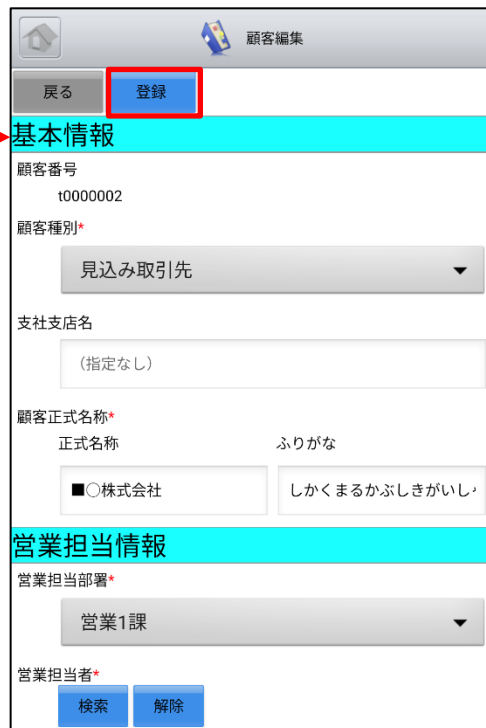 顧客編集
戻る 登録
基本情報
顧客番号
t0000002
顧客種別*
見込み取引先
支社支店名
（指定なし）
顧客正式名称*
正式名称 ふりがな
■○株式会社 しかくまるかぶしきがいし
営業担当情報
営業担当部署*
営業1課
営業担当者*
検索 解除